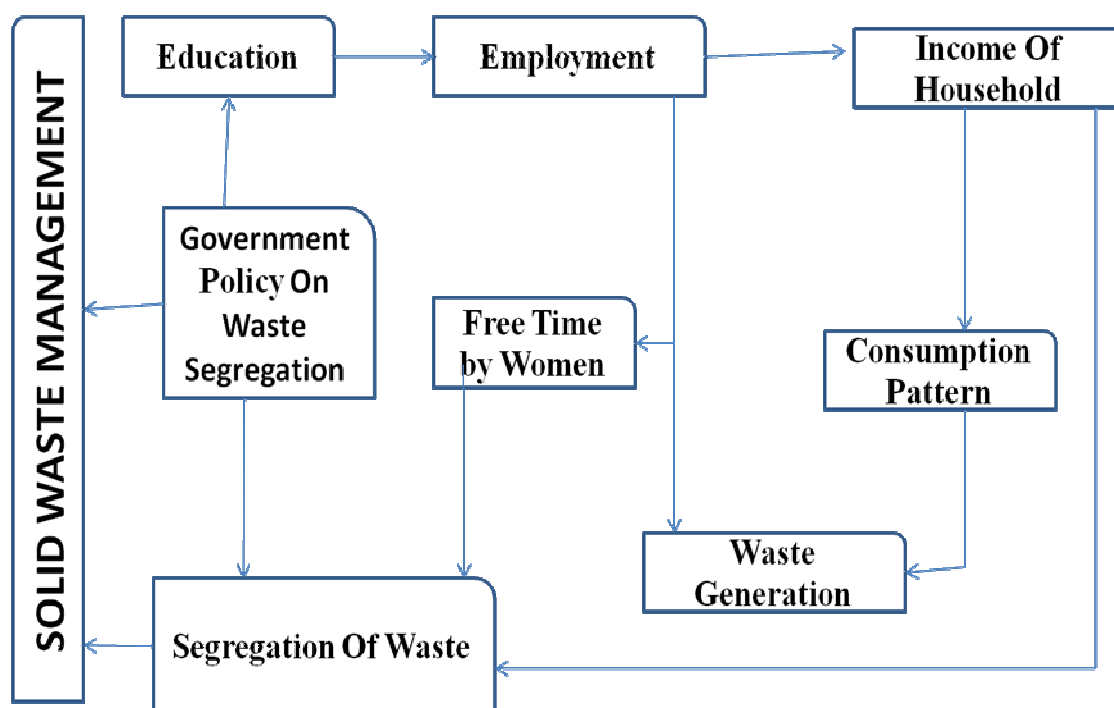 SOLID WASTE MANAGEMENT
Education
Employment
Income Of
Household
Government
Policy On
Waste
Segregation
Free Time
by Women
Consumption
Pattern
Waste
Generation
Segregation Of Waste